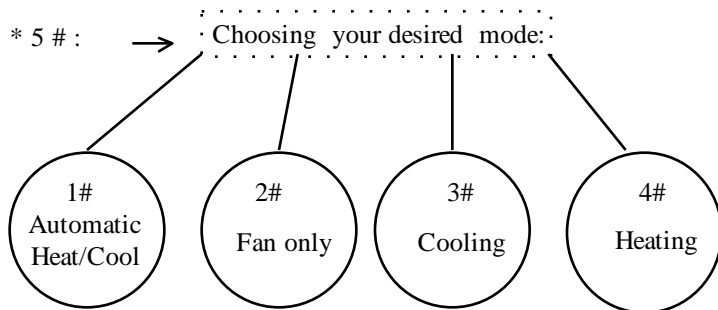 * 5 # : → Choosing your desired mode:
1#
Automatic
Heat/Cool
2#
Fan only
3#
Cooling
4#
Heating